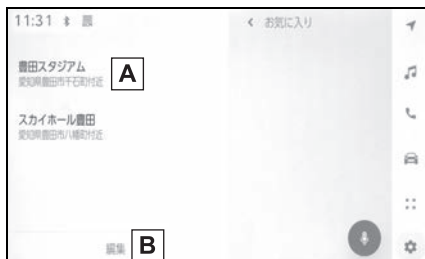 11:31
< お気に入り
豊田スタジアム
愛知県豊田市千石町付近
A
スカイホール豊田
愛知県豊田市八幡町付近
編集
B